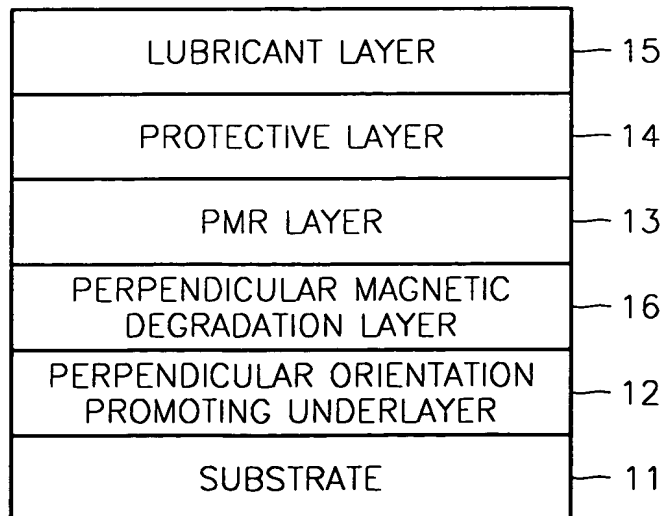 LUBRICANT LAYER 15
PROTECTIVE LAYER 14
PMR LAYER 13
PERPENDICULAR MAGNETIC
DEGRADATION LAYER 16
PERPENDICULAR ORIENTATION
PROMOTING UNDERLAYER 12
SUBSTRATE 11